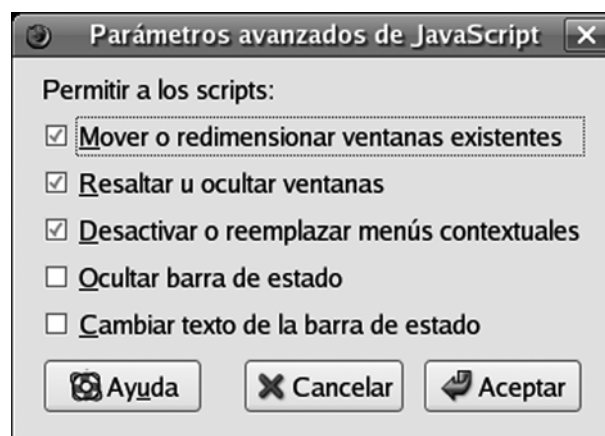 Parámetros avanzados de JavaScript
Permitir a los scripts:
Mover o redimensionar ventanas existentes
Resaltar u ocultar ventanas
Desactivar o reemplazar menús contextuales
Ocultar barra de estado
Cambiar texto de la barra de estado
Ayuda Cancelar Aceptar